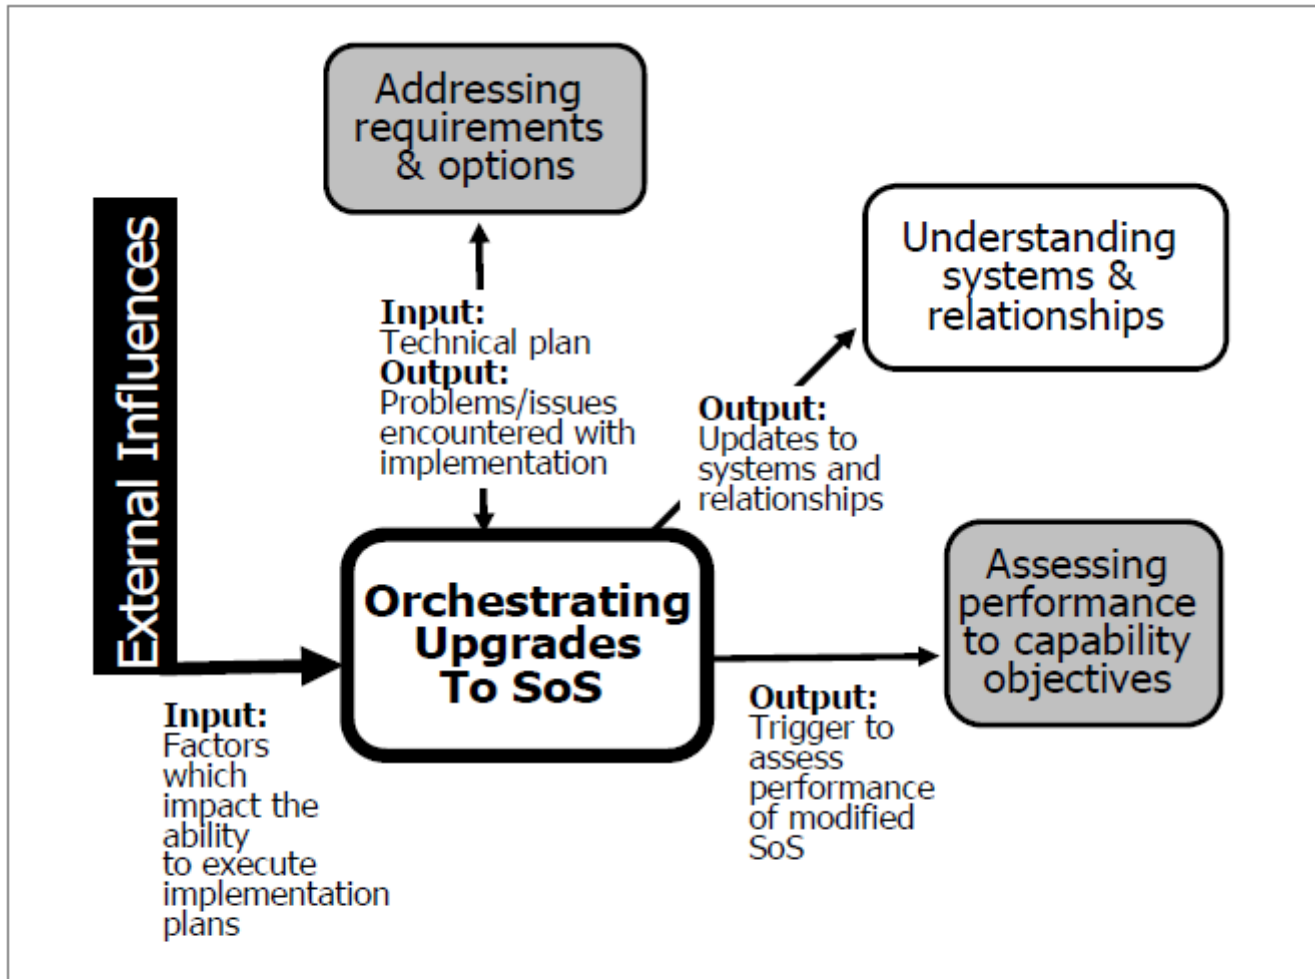 Addressing
requirements
& options
External Influences
Understanding
systems &
relationships
Input:
Technical plan
Output:
Problems/issues
encountered with
implementation
Output:
Updates to
systems and
relationships
Orchestrating
Upgrades
To SoS
Assessing
performance
to capability
objectives
Input:
Factors
which
impact the
ability
to execute
implementation
plans
Output:
Trigger to
assess
performance
of modified
SoS